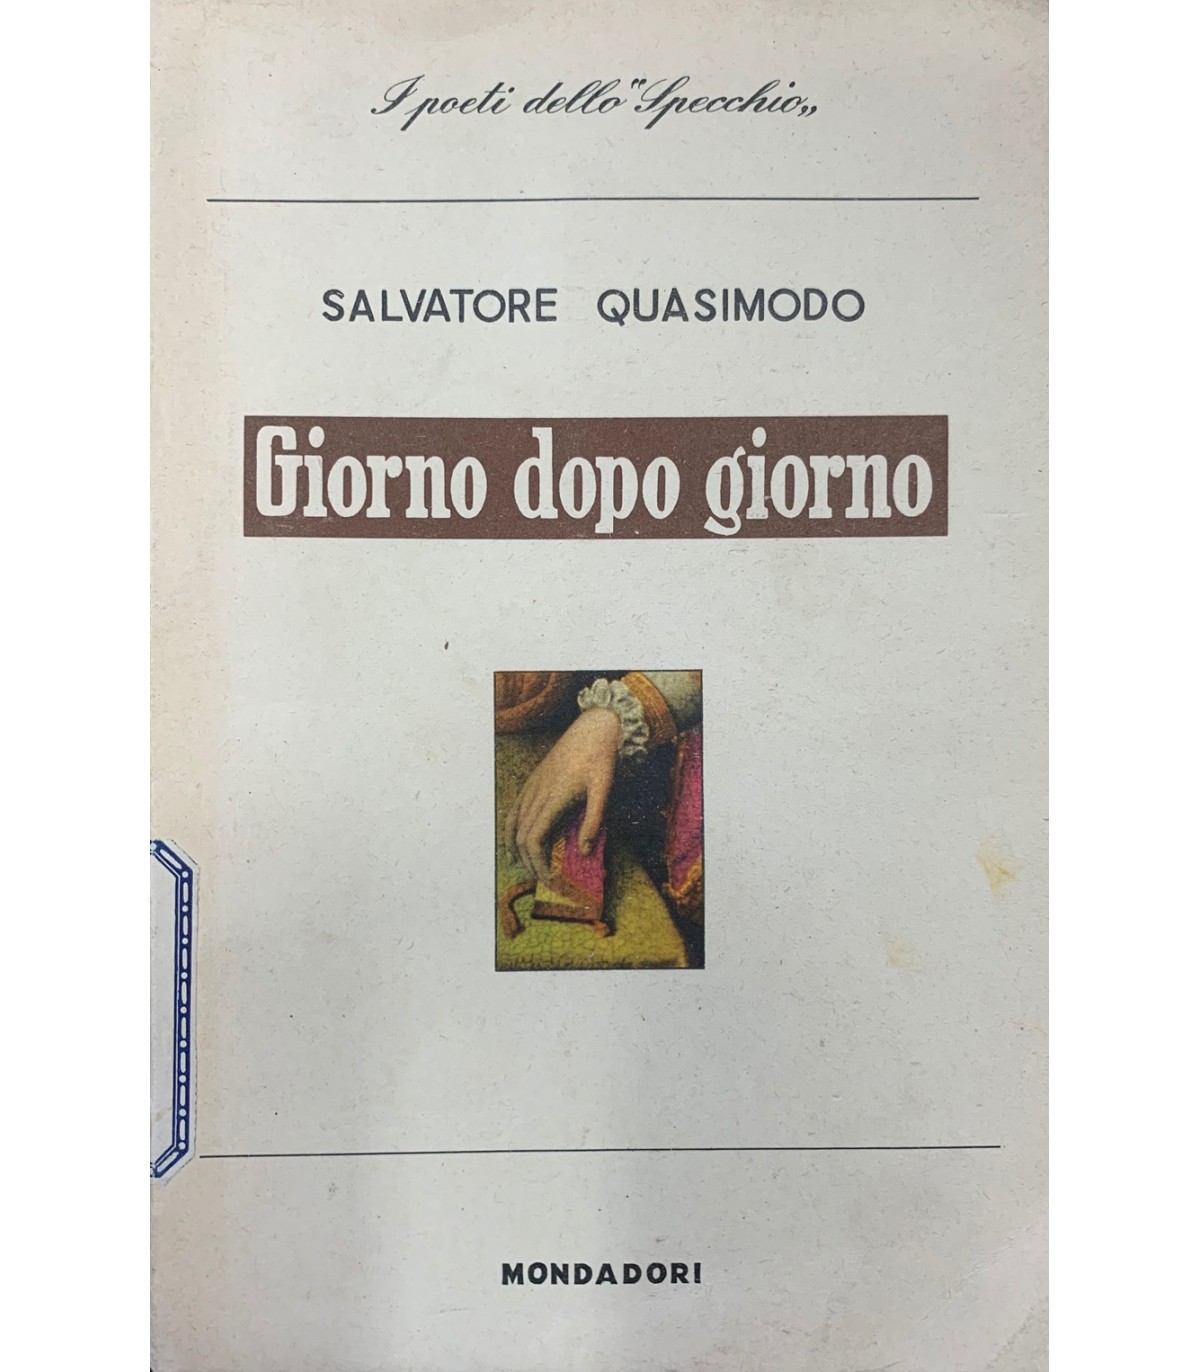 I poeti dello "Specchio„
SALVATORE QUASIMODO
Giorno dopo giorno
MONDADORI